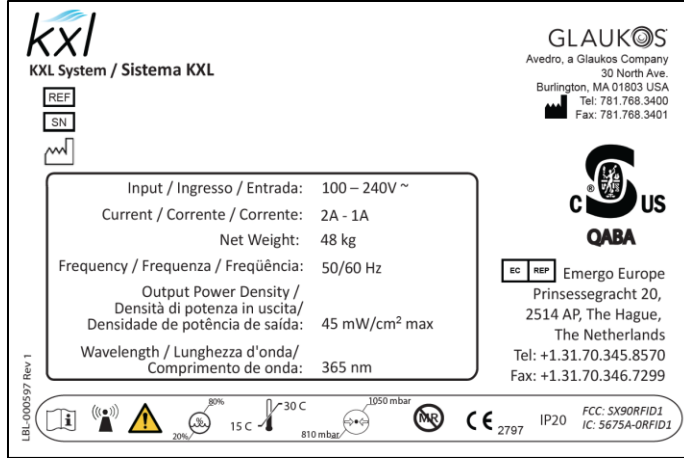 kxl
KXL System / Sistema KXL
REF
SN
GLAUKOS
Avedro, a Glaukos Company
30 North Ave.
Burlington, MA 01803 USA
Tel: 781.768.3400
Fax: 781.768.3401
Input / Ingresso / Entrada: 100 – 240V ~
Current / Corrente / Corrente: 2A - 1A
Net Weight: 48 kg
Frequency / Frequenza / Freqüência: 50/60 Hz
Output Power Density /
Densità di potenza in uscita/
Densidade de potência de saída: 45 mW/cm² max
Wavelength / Lunghezza d'onda/
Comprimento de onda: 365 nm
® C US
QABA
EC REP Emergo Europe
Prinsessegracht 20,
2514 AP, The Hague,
The Netherlands
Tel: +1.31.70.345.8570
Fax: +1.31.70.346.7299
LBL-000597 Rev 1
i
20% % 80%
15 C 30 C
810 mbar 1050 mbar
MR
CE 2797
IP20
FCC: SX90RFID1
IC: 5675A-0RFID1